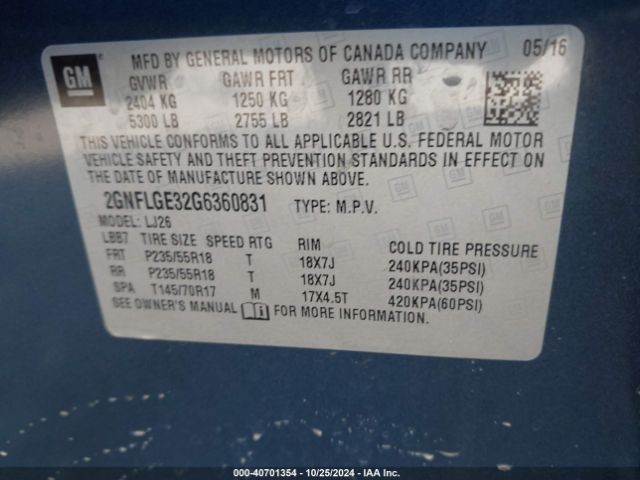 GM
MFD BY GENERAL MOTORS OF CANADA COMPANY 05/16
GVWR GAWR FRT GAWR RR
2404 KG 1250 KG 1280 KG
5300 LB 2755 LB 2821 LB
THIS VEHICLE CONFORMS TO ALL APPLICABLE U.S. FEDERAL MOTOR
VEHICLE SAFETY AND THEFT PREVENTION STANDARDS IN EFFECT ON
THE DATE OF MANUFACTURE SHOWN ABOVE.
2GNFLGE32G6360831 TYPE: M.P.V.
MODEL: LJ26
LBB7 TIRE SIZE SPEED RTG RIM COLD TIRE PRESSURE
FRT P235/55R18 T 18X7J 240KPA(35PSI)
RR P235/55R18 T 18X7J 240KPA(35PSI)
SPA T145/70R17 M 17X4.5T 420KPA(60PSI)
SEE OWNER'S MANUAL FOR MORE INFORMATION.
000-40701354 • 10/25/2024 • IAA Inc.